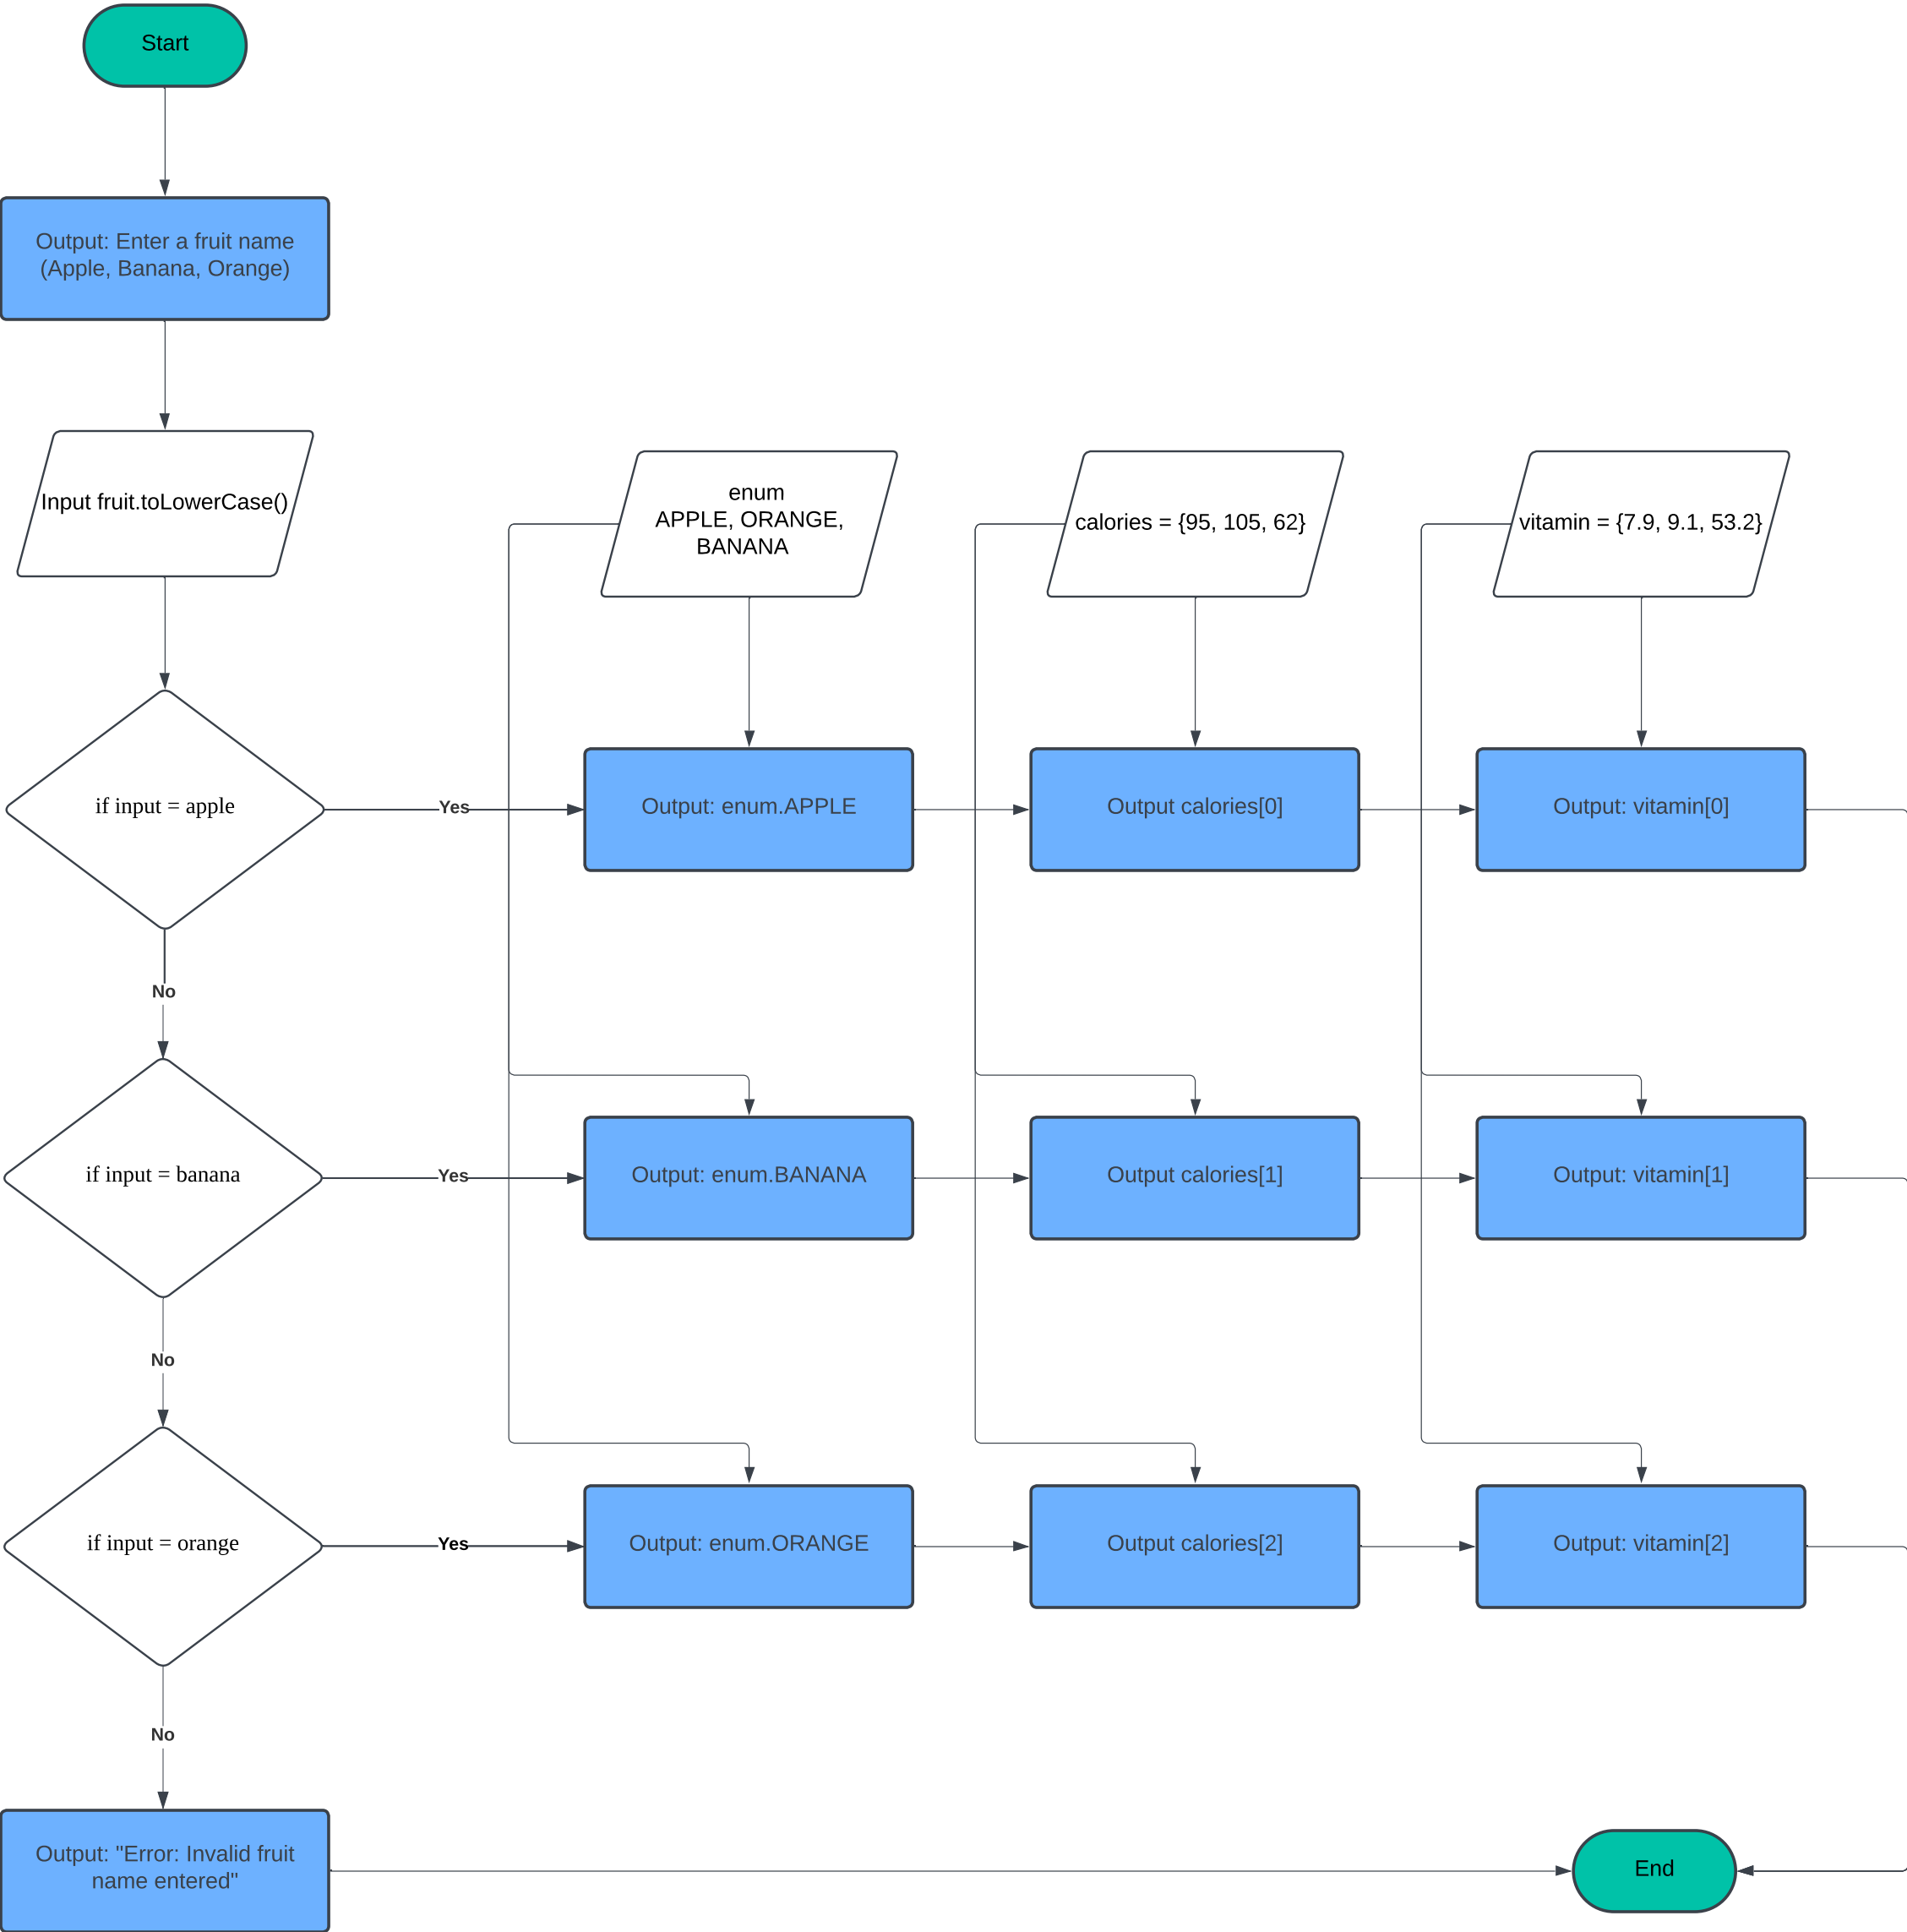 Start
Output: Enter a fruit name
(Apple, Banana, Orange)
Input fruit.toLowerCase()
enum
APPLE, ORANGE,
BANANA
calories = {95, 105, 62}
vitamin = {7.9, 9.1, 53.2}
if input = apple
Yes
Output: enum.APPLE
Output calories[0]
Output: vitamin[0]
No
if input = banana
Yes
Output: enum.BANANA
Output calories[1]
Output: vitamin[1]
No
if input = orange
Yes
Output: enum.ORANGE
Output calories[2]
Output: vitamin[2]
No
Output: "Error: Invalid fruit
name entered"
End